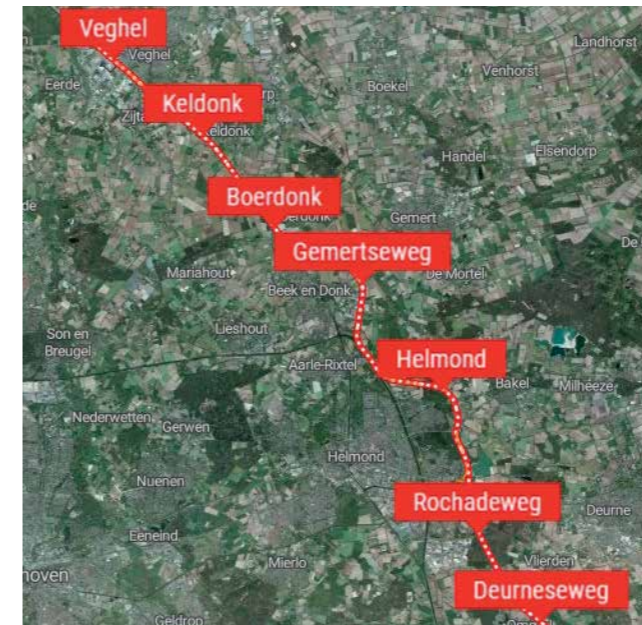 Veghel
Veghel
Landhorst
Venhorst
Eerde
Boekel
Keldonk
Keldonk
Handel
Elsendorp
Boerdonk
Gemert
Gemertseweg
Mariahout
De Mortel
Beek en Donk
Lieshout
Son en
Breugel
Aarle-Rixtel
Helmond
Bakel
Milheeze
Nederwetten
Gerwen
Helmond
Nuenen
Rochadeweg
Deurne
Eeneind
Mierlo
Vlierden
hoven
Deurneseweg
Geldrop